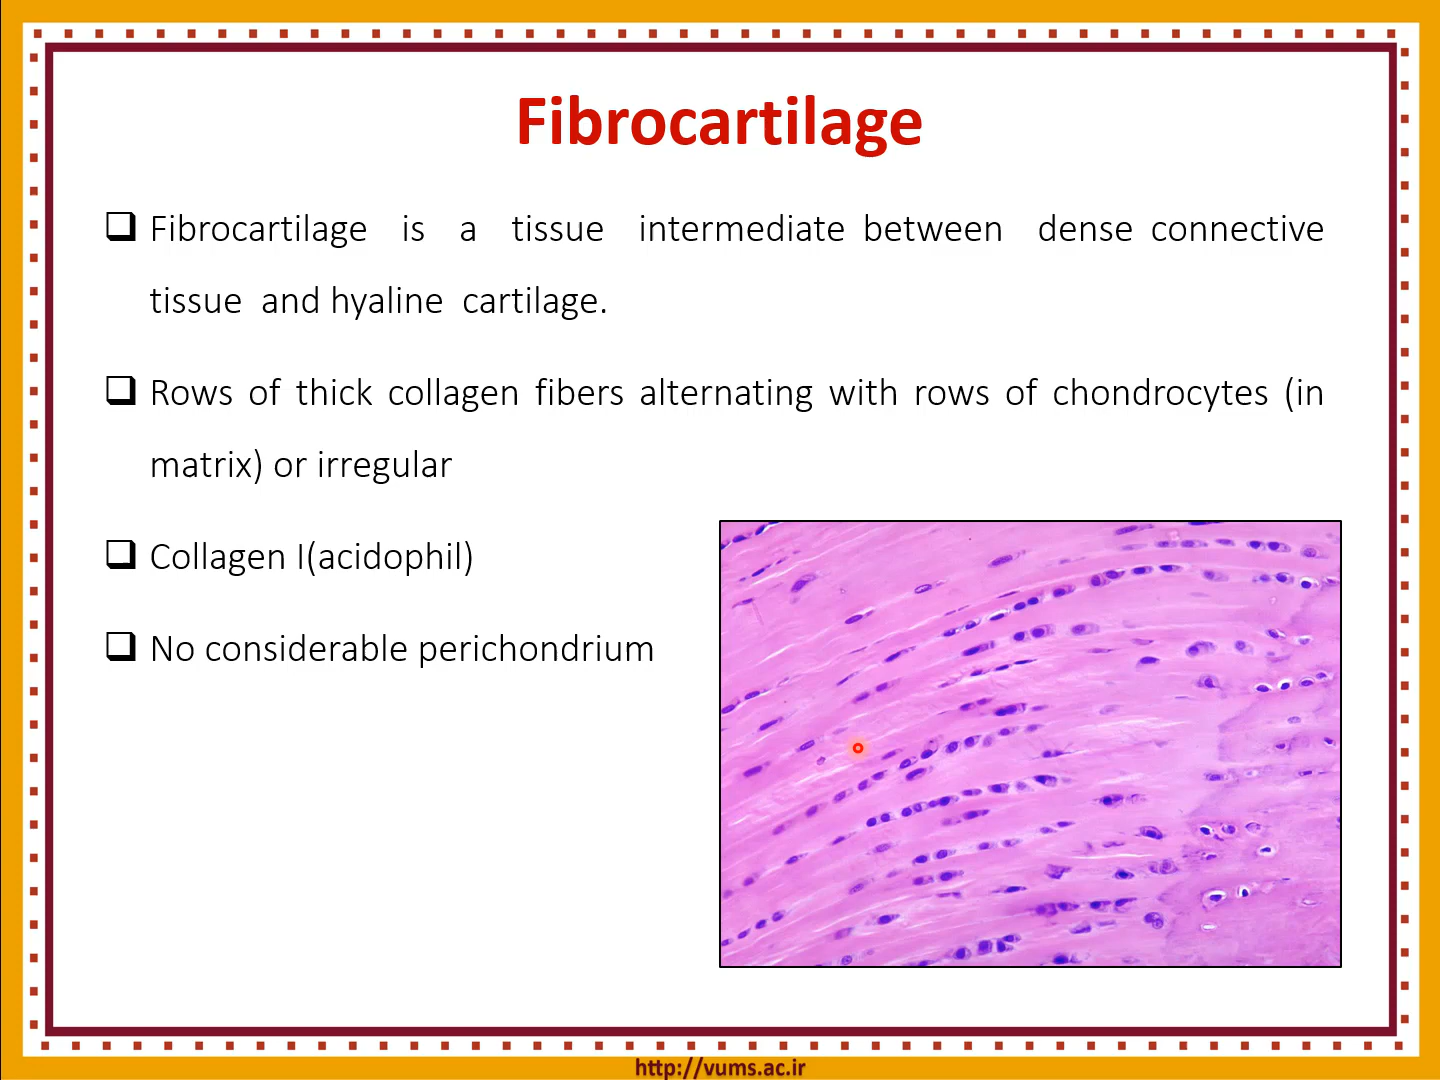 Fibrocartilage
Fibrocartilage is a tissue intermediate between dense connective
tissue and hyaline cartilage.
Rows of thick collagen fibers alternating with rows of chondrocytes (in
matrix) or irregular
Collagen I(acidophil)
No considerable perichondrium
http://vums.ac.ir